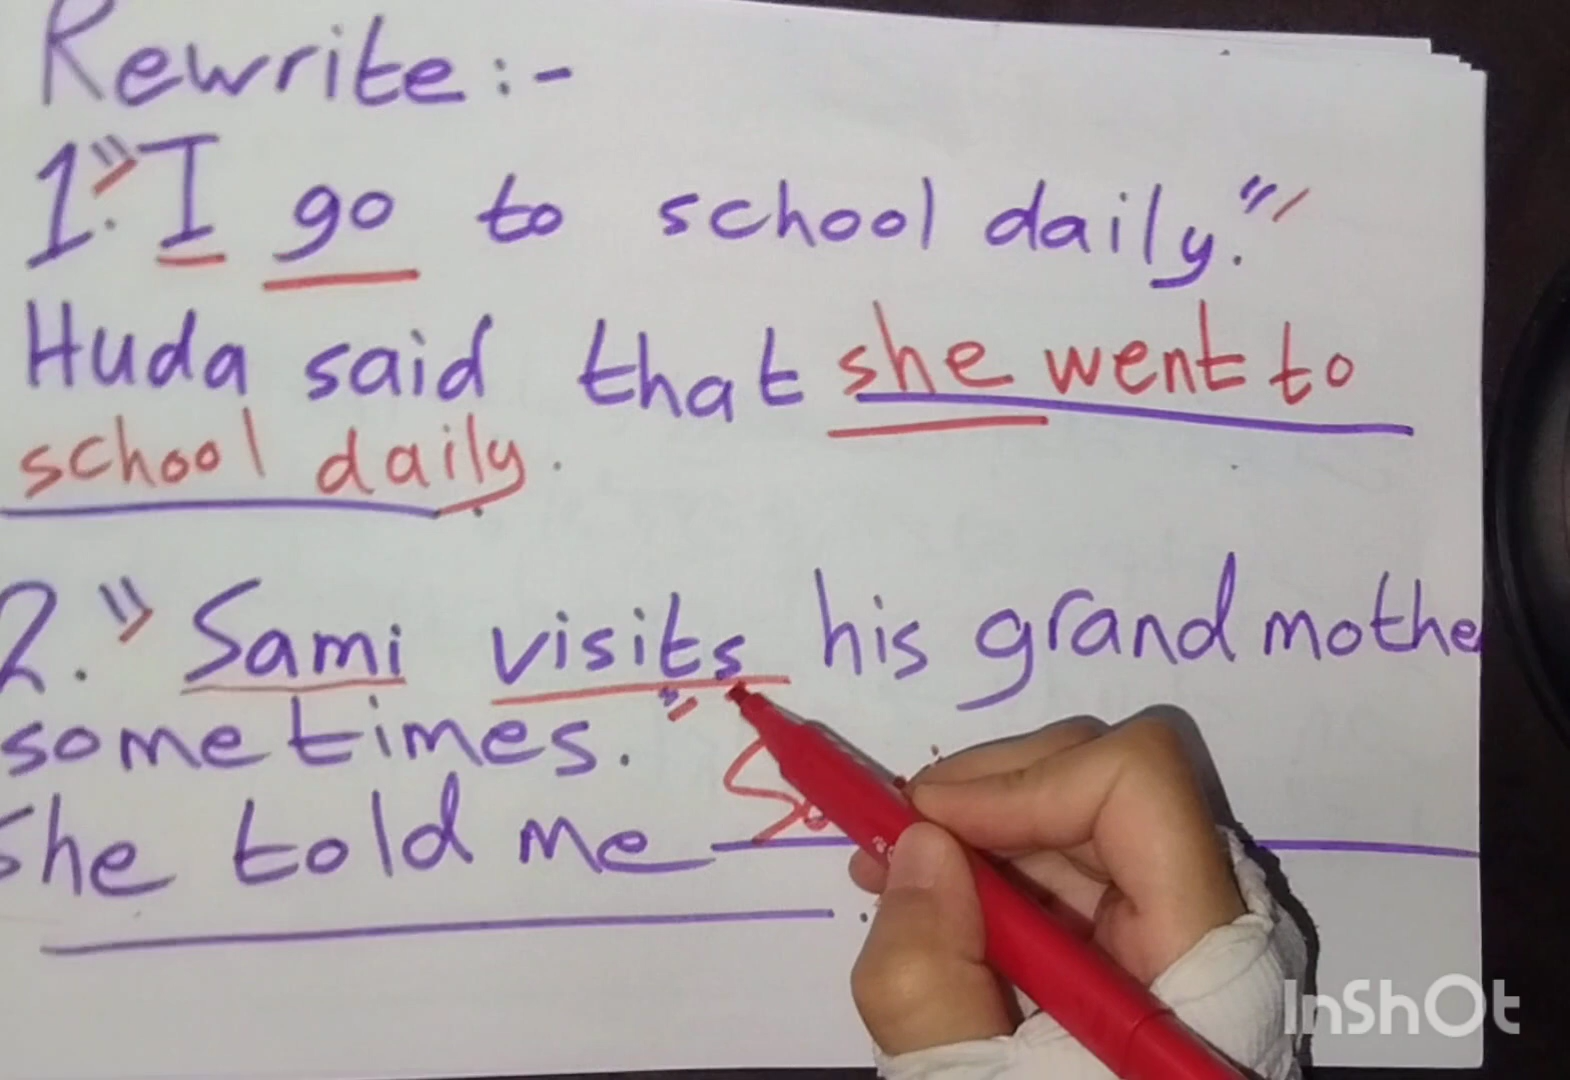 Rewrite:-
1. "I go to school daily."
Huda said that she went to
school daily.
2. "Sami visits his grandmothe
sometimes."
She told me
InShOt